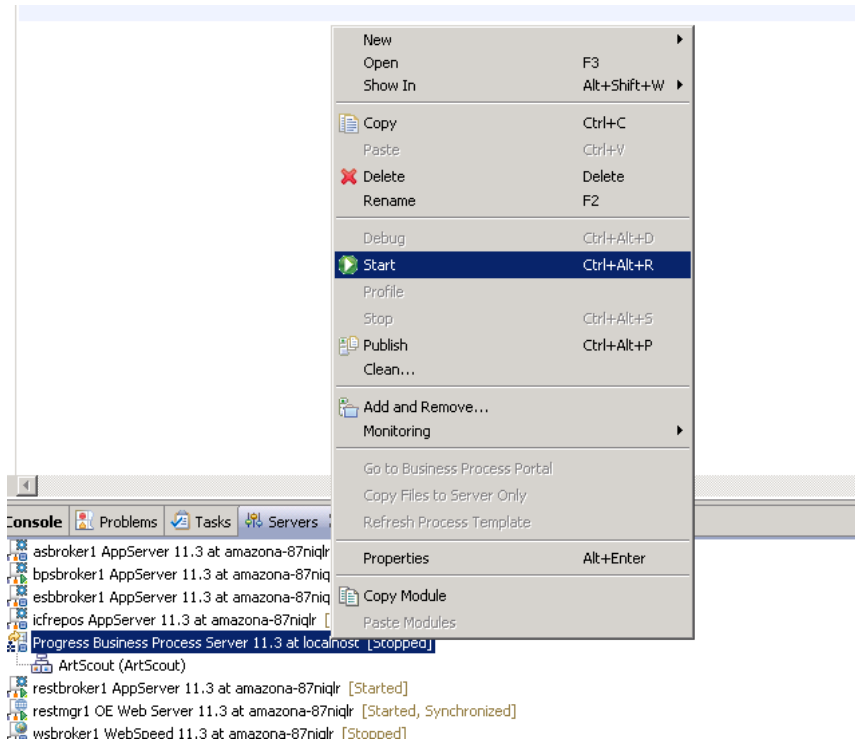 New
Open F3
Show In Alt+Shift+W
Copy Ctrl+C
Paste Ctrl+V
Delete Delete
Rename F2
Debug Ctrl+Alt+D
Start Ctrl+Alt+R
Profile
Stop Ctrl+Alt+S
Publish Ctrl+Alt+P
Clean...
Add and Remove...
Monitoring
Go to Business Process Portal
Copy Files to Server Only
Refresh Process Template
Properties Alt+Enter
Copy Module
Paste Modules
Console Problems Tasks Servers
asbroker1 AppServer 11.3 at amazona-87niqlr
bpsbroker1 AppServer 11.3 at amazona-87niq
esbbroker1 AppServer 11.3 at amazona-87niq
icfrepos AppServer 11.3 at amazona-87niqlr [
Progress Business Process Server 11.3 at localhost [Stopped]
ArtScout (ArtScout)
restbroker1 AppServer 11.3 at amazona-87niqlr [Started]
restmgr1 OE Web Server 11.3 at amazona-87niqlr [Started, Synchronized]
wsbroker1 WebSpeed 11.3 at amazona-87niqlr [Stopped]